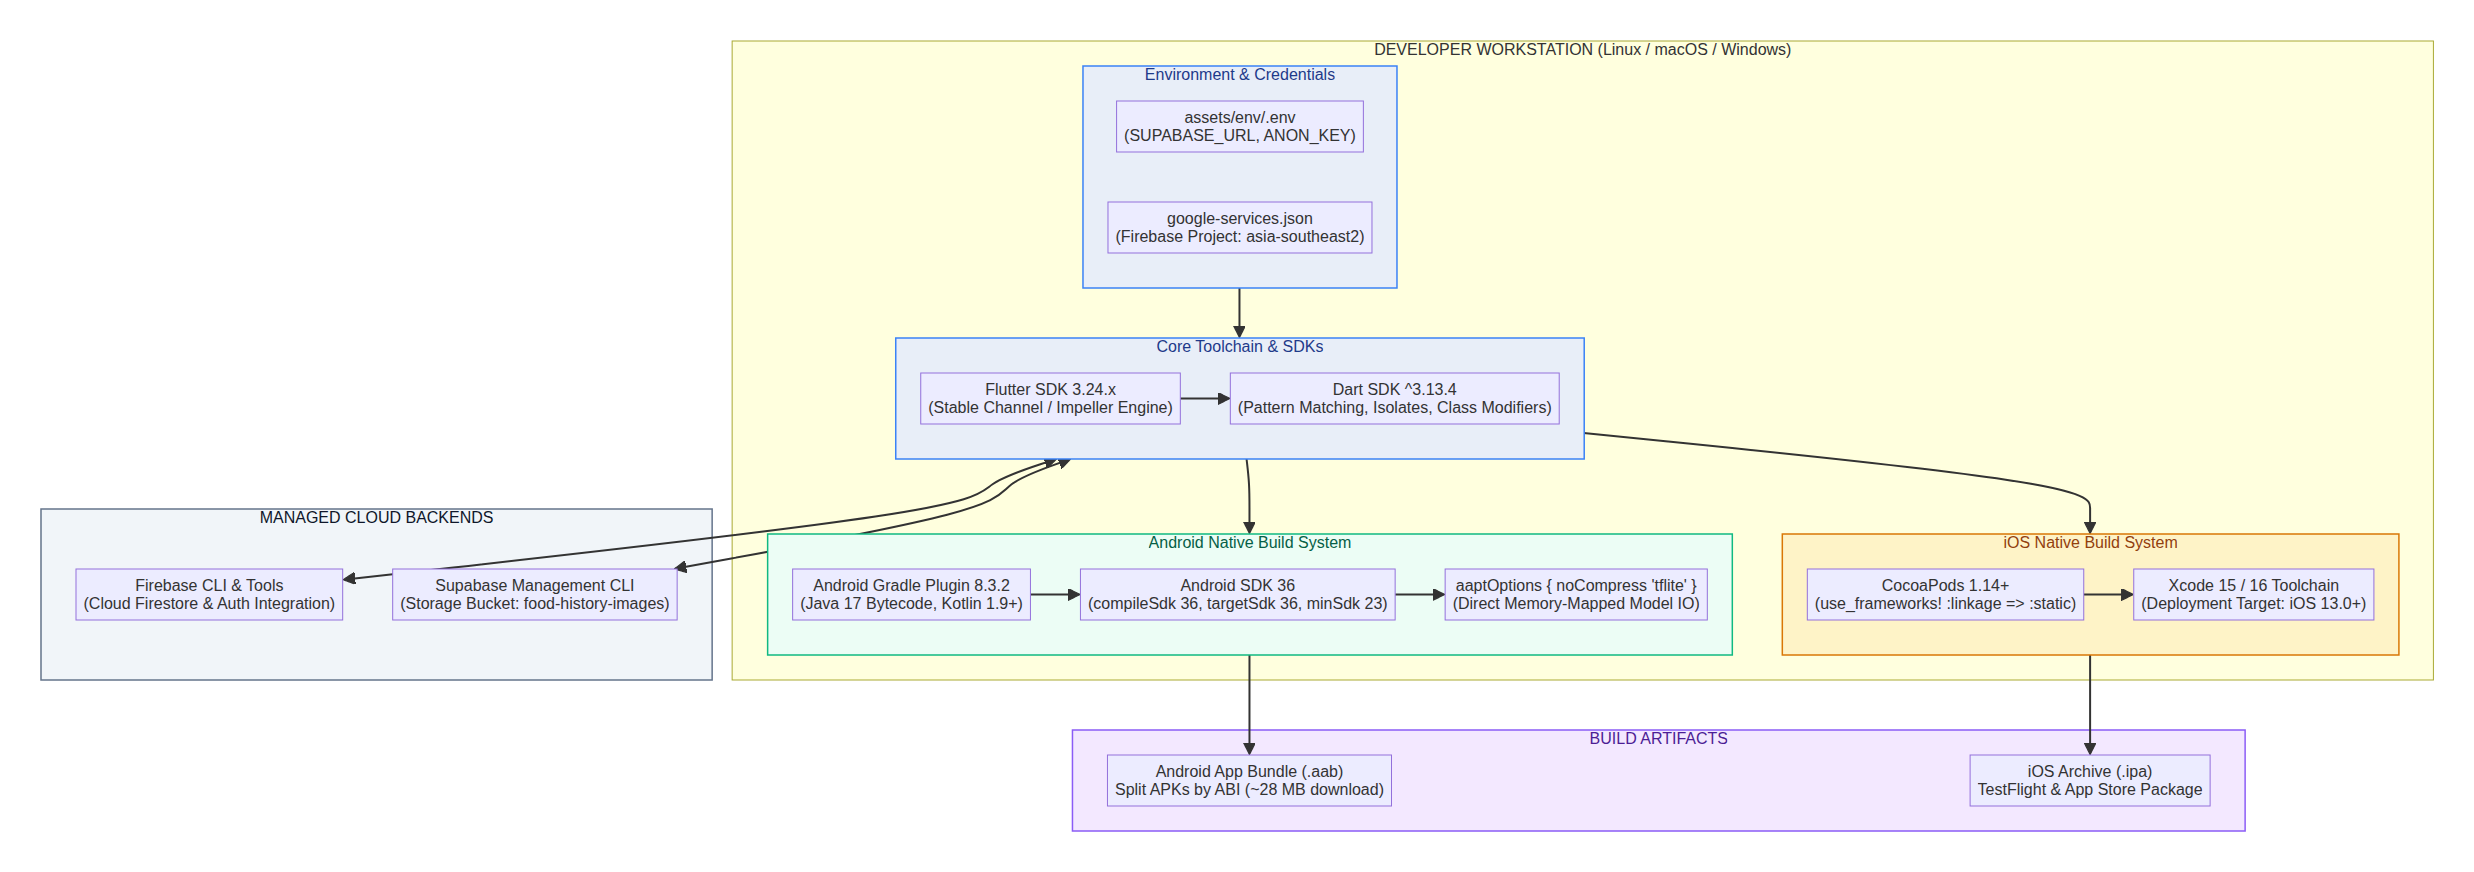 DEVELOPER WORKSTATION (Linux / macOS / Windows)
Environment & Credentials
assets/env/.env
(SUPABASE_URL, ANON_KEY)
google-services.json
(Firebase Project: asia-southeast2)
Core Toolchain & SDKs
Flutter SDK 3.24.x
(Stable Channel / Impeller Engine)
Dart SDK ^3.13.4
(Pattern Matching, Isolates, Class Modifiers)
MANAGED CLOUD BACKENDS
Firebase CLI & Tools
(Cloud Firestore & Auth Integration)
Supabase Management CLI
(Storage Bucket: food-history-images)
Android Native Build System
Android Gradle Plugin 8.3.2
(Java 17 Bytecode, Kotlin 1.9+)
Android SDK 36
(compileSdk 36, targetSdk 36, minSdk 23)
aaptOptions { noCompress 'tflite' }
(Direct Memory-Mapped Model IO)
iOS Native Build System
CocoaPods 1.14+
(use_frameworks! :linkage => :static)
Xcode 15 / 16 Toolchain
(Deployment Target: iOS 13.0+)
BUILD ARTIFACTS
Android App Bundle (.aab)
Split APKs by ABI (~28 MB download)
iOS Archive (.ipa)
TestFlight & App Store Package